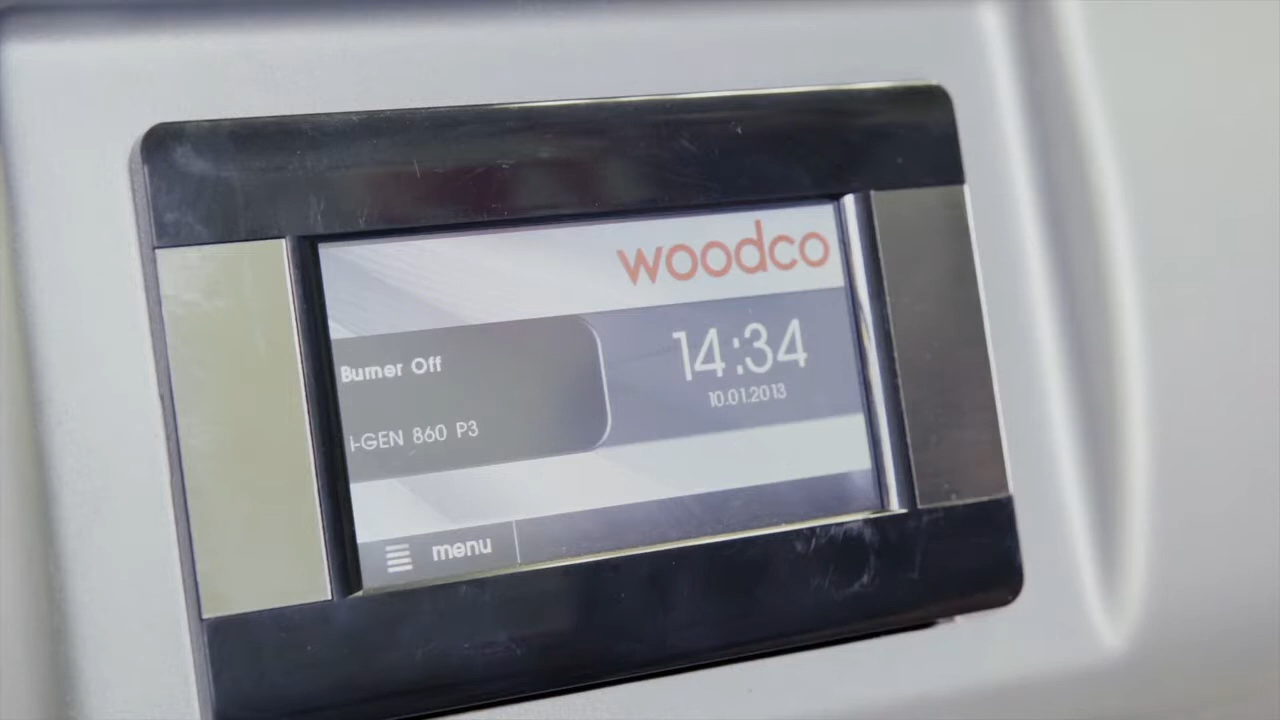 woodco
Burner Off
14:34
10.01.2013
i-GEN 860 P3
menu